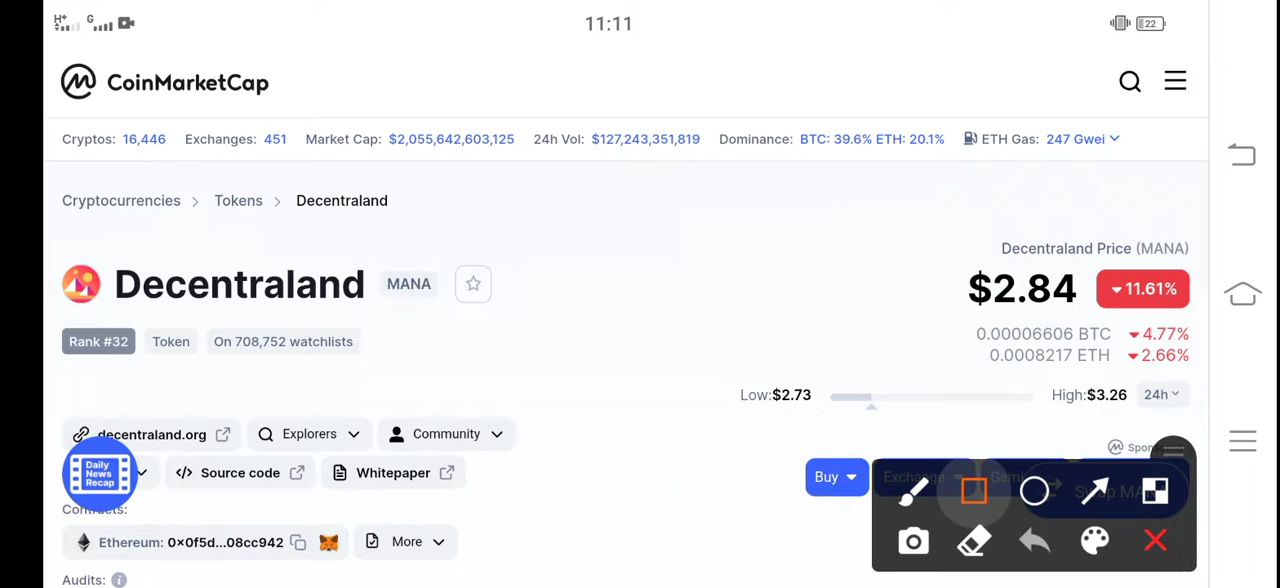 H+ G 11:11 22
CoinMarketCap
Cryptos: 16,446 Exchanges: 451 Market Cap: $2,055,642,603,125 24h Vol: $127,243,351,819 Dominance: BTC: 39.6% ETH: 20.1% ETH Gas: 247 Gwei
Cryptocurrencies > Tokens > Decentraland
Decentraland Price (MANA)
Decentraland MANA $2.84 11.61%
Rank #32 Token On 708,752 watchlists
0.00006606 BTC 4.77%
0.0008217 ETH 2.66%
Low:$2.73 High:$3.26 24h
decentraland.org Explorers Community
Daily
News
Recap
Source code Whitepaper
Buy Exchange
Contracts:
Ethereum: 0x0f5d...08cc942 More
Audits: